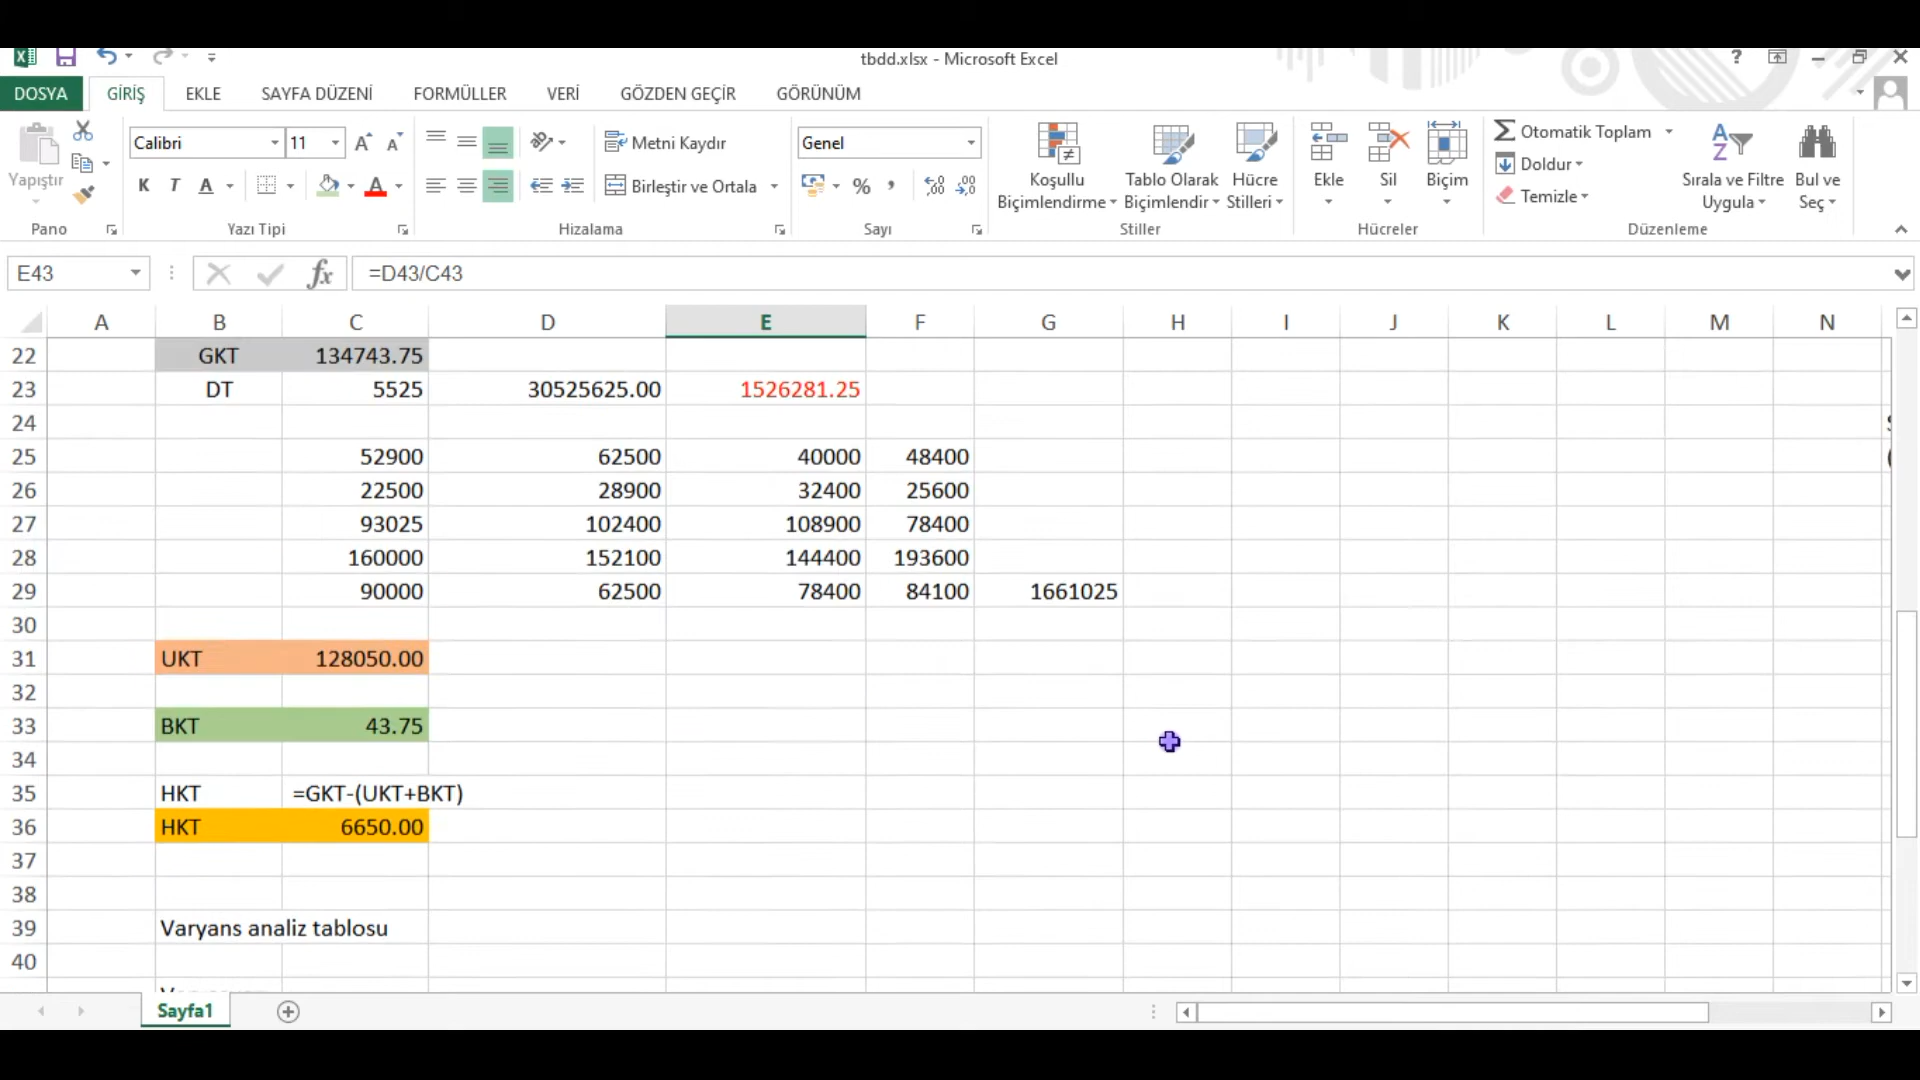 tbdd.xlsx - Microsoft Excel
?
DOSYA GİRİŞ EKLE SAYFA DÜZENİ FORMÜLLER VERİ GÖZDEN GEÇİR GÖRÜNÜM
Yapıştır
Calibri 11
K T A A
Metni Kaydır
Birleştir ve Ortala
Genel
%
Koşullu Biçimlendirme
Tablo Olarak Biçimlendir
Hücre Stilleri
Ekle
Sil
Biçim
Otomatik Toplam
Doldur
Temizle
Sırala ve Filtre Uygula
Bul ve Seç
Pano Yazı Tipi Hizalama Sayı Stiller Hücreler Düzenleme
E43 fx =D43/C43
A B C D E F G H I J K L M N
22 GKT 134743.75
23 DT 5525 30525625.00 1526281.25
24
25 52900 62500 40000 48400
26 22500 28900 32400 25600
27 93025 102400 108900 78400
28 160000 152100 144400 193600
29 90000 62500 78400 84100 1661025
30
31 UKT 128050.00
32
33 BKT 43.75
34
35 HKT =GKT-(UKT+BKT)
36 HKT 6650.00
37
38
39 Varyans analiz tablosu
40
Sayfa1